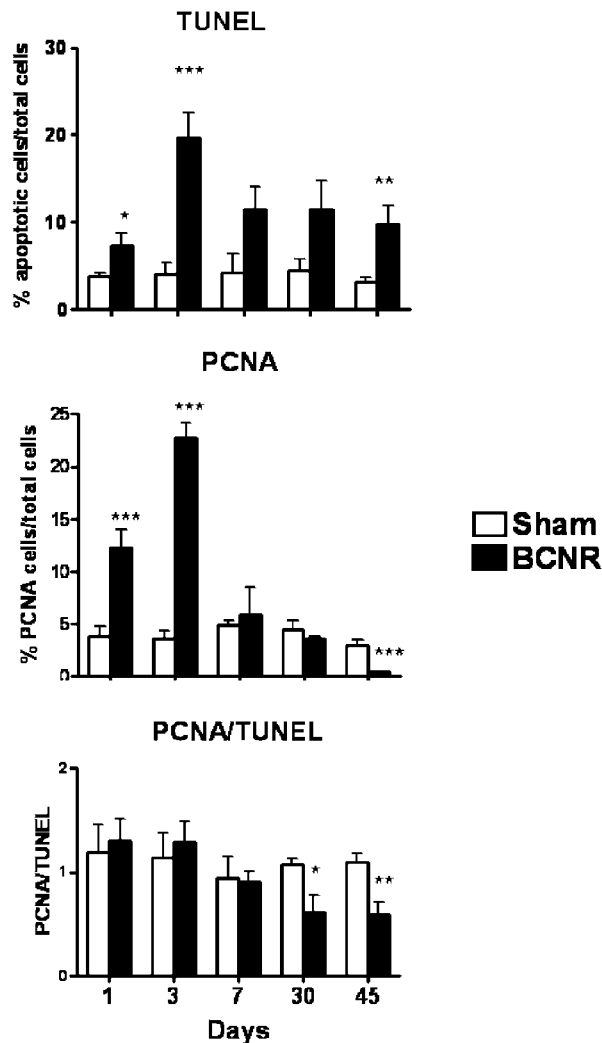 TUNEL
% apoptotic cells/total cells
30
20
10
0
*
***
**
PCNA
% PCNA cells/total cells
25
20
15
10
5
0
***
***
***
Sham
BCNR
PCNA/TUNEL
PCNA/TUNEL
2
1
0
*
**
1 3 7 30 45
Days